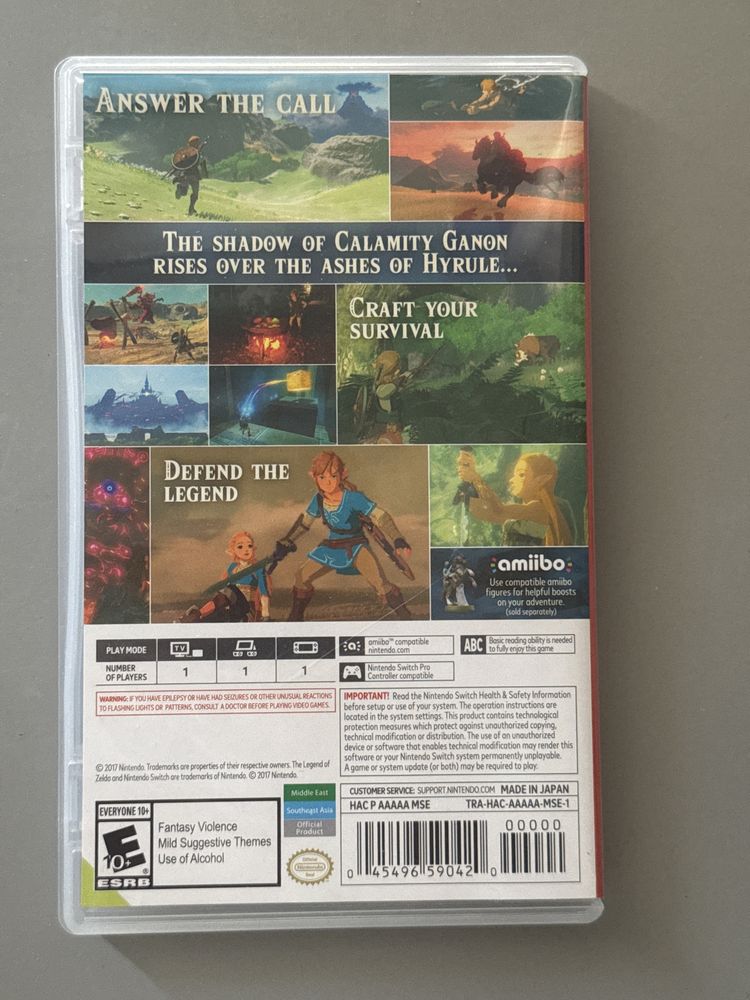 ANSWER THE CALL
THE SHADOW OF CALAMITY GANON
RISES OVER THE ASHES OF HYRULE...
CRAFT YOUR
SURVIVAL
DEFEND THE
LEGEND
amiibo
Use compatible amiibo
figures for helpful boosts
on your adventure.
(sold separately)
PLAY MODE
TV
NUMBER
OF PLAYERS
1
1
1
amiibo™ compatible
nintendo.com
Nintendo Switch Pro
Controller compatible
ABC
Basic reading ability is needed
to fully enjoy this game
WARNING: IF YOU HAVE EPILEPSY OR HAVE HAD SEIZURES OR OTHER UNUSUAL REACTIONS
TO FLASHING LIGHTS OR PATTERNS, CONSULT A DOCTOR BEFORE PLAYING VIDEO GAMES.
IMPORTANT! Read the Nintendo Switch Health & Safety Information
before setup or use of the system. The operation instructions are
located in the system settings. This product contains technological
protection measures which protect against unauthorized copying,
technical modification or distribution. The use of an unauthorized
device or software that enables technical modification may render this
software or your Nintendo Switch system permanently unplayable.
A game or system update (or both) may be required to play.
© 2017 Nintendo. Trademarks are properties of their respective owners. The Legend of
Zelda and Nintendo Switch are trademarks of Nintendo. © 2017 Nintendo.
EVERYONE 10+
E
10+
ESRB
Fantasy Violence
Mild Suggestive Themes
Use of Alcohol
Middle East
Southeast Asia
Official
Product
Official
Nintendo
Seal
CUSTOMER SERVICE: SUPPORT.NINTENDO.COM MADE IN JAPAN
HAC P AAAAA MSE TRA-HAC-AAAAA-MSE-1
00000
0 45496 59042 0